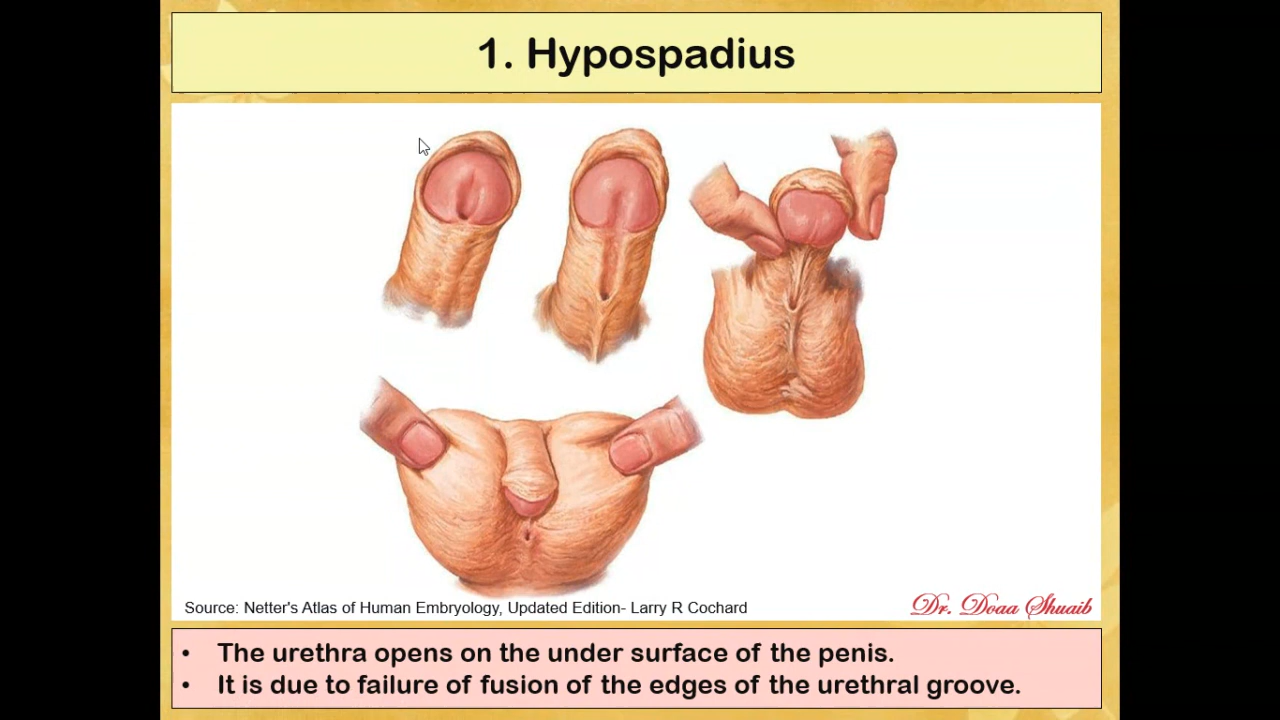 1. Hypospadius
Source: Netter's Atlas of Human Embryology, Updated Edition- Larry R Cochard
Dr. Doaa Shuaib
• The urethra opens on the under surface of the penis.
• It is due to failure of fusion of the edges of the urethral groove.